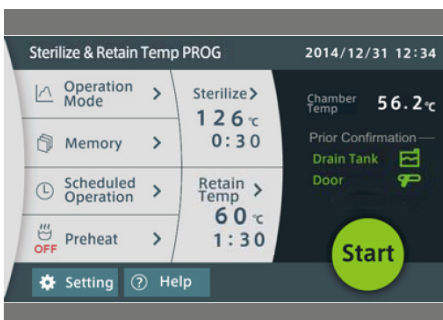 Sterilize & Retain Temp PROG
2014/12/31 12:34
Operation
Mode
Memory
Scheduled
Operation
OFF Preheat
Sterilize
126℃
0:30
Retain
Temp
60℃
1:30
Chamber
Temp
56.2℃
Prior Confirmation
Drain Tank
Door
Start
Setting
? Help